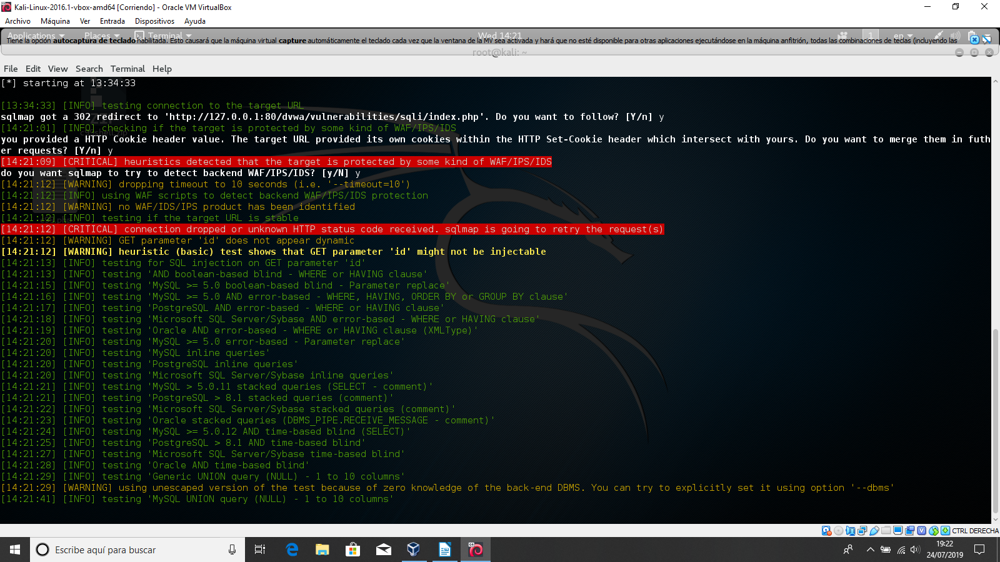 Kali-Linux-2016.1-vbox-amd64 [Corriendo] - Oracle VM VirtualBox
Archivo Máquina Ver Entrada Dispositivos Ayuda
Applications Places Terminal Wed 14:21 1 en
Tiene la opción autocaptura de teclado habilitada. Esto causará que la máquina virtual capture automáticamente el teclado cada vez que la ventana de la MV sea activada y hará que no esté disponible para otras aplicaciones ejecutándose en la máquina anfitrión, todas las combinaciones de teclas (incluyendo las
root@kali: ~
File Edit View Search Terminal Help
[*] starting at 13:34:33
[13:34:33] [INFO] testing connection to the target URL
sqlmap got a 302 redirect to 'http://127.0.0.1:80/dvwa/vulnerabilities/sqli/index.php'. Do you want to follow? [Y/n] y
[14:21:01] [INFO] checking if the target is protected by some kind of WAF/IPS/IDS
you provided a HTTP Cookie header value. The target URL provided its own cookies within the HTTP Set-Cookie header which intersect with yours. Do you want to merge them in futh
er requests? [Y/n] y
[14:21:09] [CRITICAL] heuristics detected that the target is protected by some kind of WAF/IPS/IDS
do you want sqlmap to try to detect backend WAF/IPS/IDS? [y/N] y
[14:21:12] [WARNING] dropping timeout to 10 seconds (i.e. '--timeout=10')
[14:21:12] [INFO] using WAF scripts to detect backend WAF/IPS/IDS protection
[14:21:12] [WARNING] no WAF/IDS/IPS product has been identified
[14:21:12] [INFO] testing if the target URL is stable
[14:21:12] [CRITICAL] connection dropped or unknown HTTP status code received. sqlmap is going to retry the request(s)
[14:21:12] [WARNING] GET parameter 'id' does not appear dynamic
[14:21:12] [WARNING] heuristic (basic) test shows that GET parameter 'id' might not be injectable
[14:21:13] [INFO] testing for SQL injection on GET parameter 'id'
[14:21:13] [INFO] testing 'AND boolean-based blind - WHERE or HAVING clause'
[14:21:15] [INFO] testing 'MySQL >= 5.0 boolean-based blind - Parameter replace'
[14:21:16] [INFO] testing 'MySQL >= 5.0 AND error-based - WHERE, HAVING, ORDER BY or GROUP BY clause'
[14:21:17] [INFO] testing 'PostgreSQL AND error-based - WHERE or HAVING clause'
[14:21:18] [INFO] testing 'Microsoft SQL Server/Sybase AND error-based - WHERE or HAVING clause'
[14:21:19] [INFO] testing 'Oracle AND error-based - WHERE or HAVING clause (XMLType)'
[14:21:20] [INFO] testing 'MySQL >= 5.0 error-based - Parameter replace'
[14:21:20] [INFO] testing 'MySQL inline queries'
[14:21:20] [INFO] testing 'PostgreSQL inline queries'
[14:21:20] [INFO] testing 'Microsoft SQL Server/Sybase inline queries'
[14:21:21] [INFO] testing 'MySQL > 5.0.11 stacked queries (SELECT - comment)'
[14:21:21] [INFO] testing 'PostgreSQL > 8.1 stacked queries (comment)'
[14:21:22] [INFO] testing 'Microsoft SQL Server/Sybase stacked queries (comment)'
[14:21:23] [INFO] testing 'Oracle stacked queries (DBMS_PIPE.RECEIVE_MESSAGE - comment)'
[14:21:24] [INFO] testing 'MySQL >= 5.0.12 AND time-based blind (SELECT)'
[14:21:25] [INFO] testing 'PostgreSQL > 8.1 AND time-based blind'
[14:21:27] [INFO] testing 'Microsoft SQL Server/Sybase time-based blind'
[14:21:28] [INFO] testing 'Oracle AND time-based blind'
[14:21:29] [INFO] testing 'Generic UNION query (NULL) - 1 to 10 columns'
[14:21:29] [WARNING] using unescaped version of the test because of zero knowledge of the back-end DBMS. You can try to explicitly set it using option '--dbms'
[14:21:41] [INFO] testing 'MySQL UNION query (NULL) - 1 to 10 columns'
CTRL DERECHA
Escribe aquí para buscar
19:22
24/07/2019